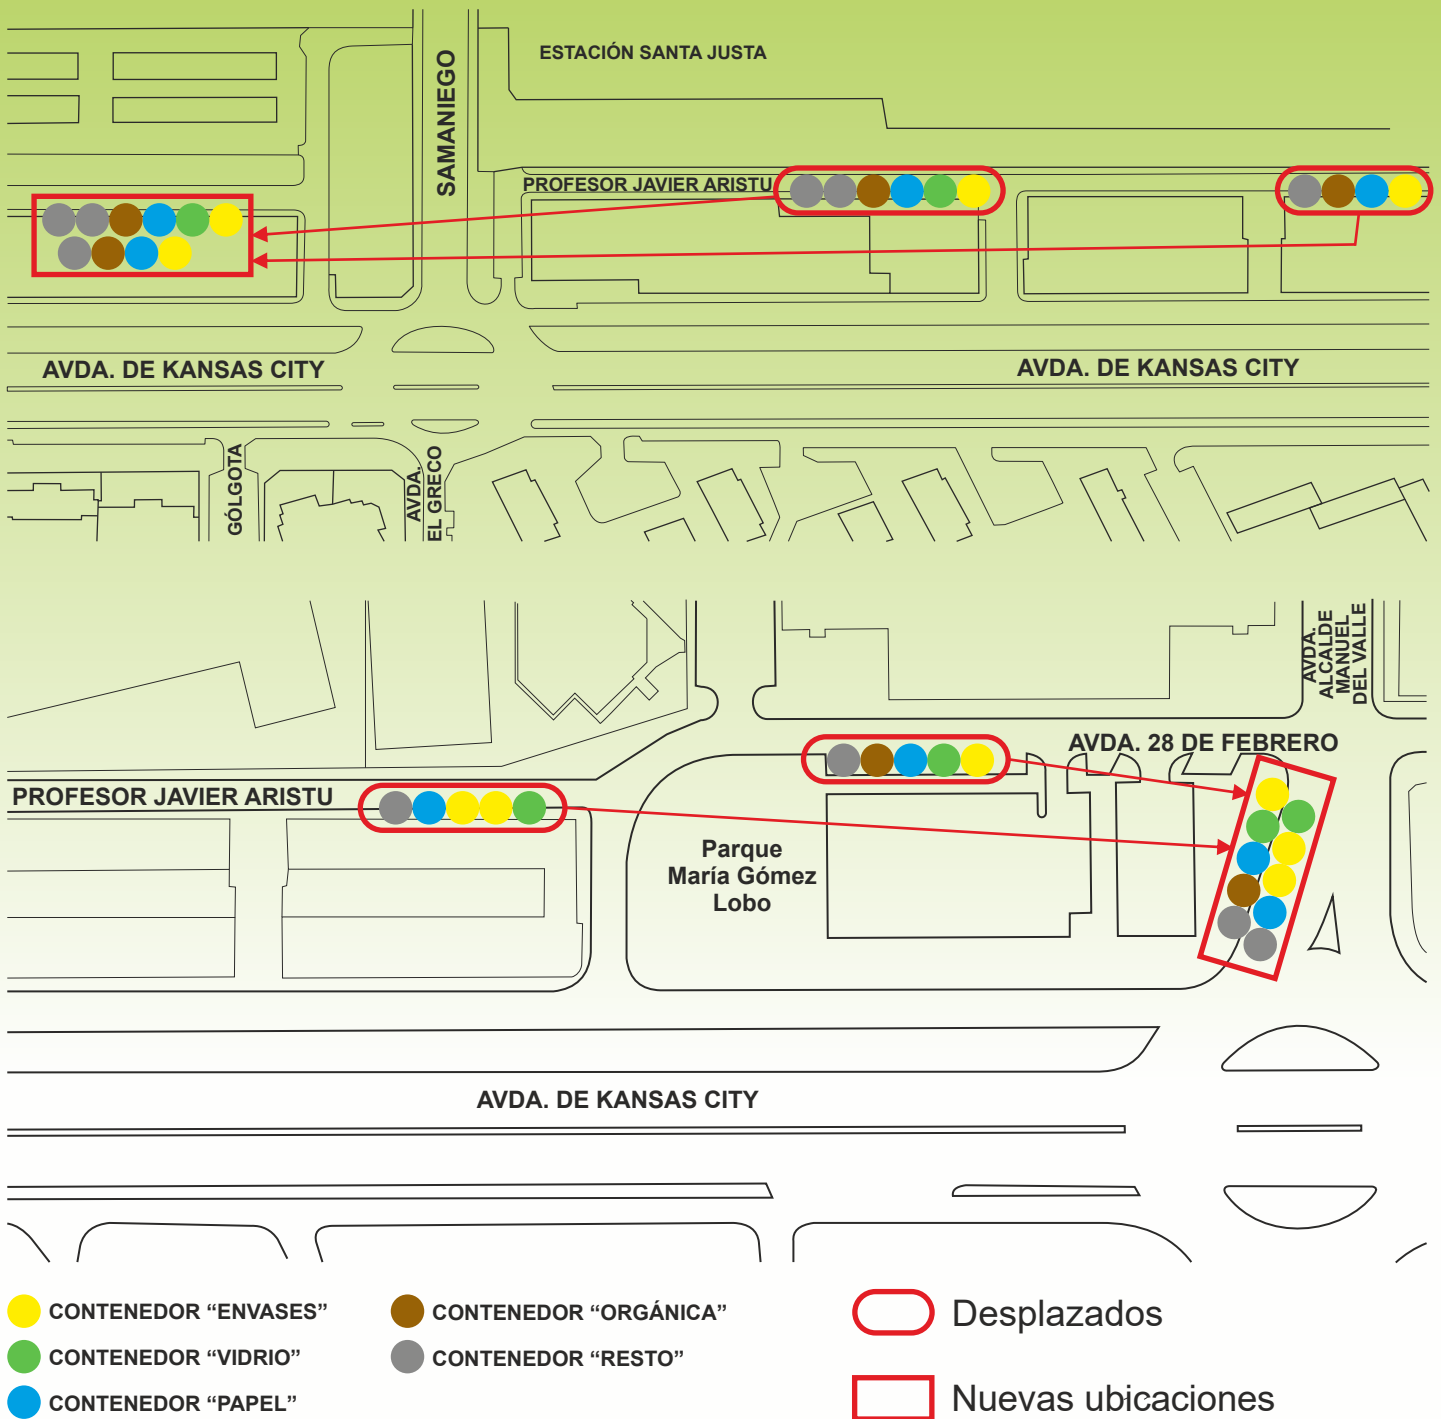 ESTACIÓN SANTA JUSTA
SAMANIEGO
PROFESOR JAVIER ARISTU
AVDA. DE KANSAS CITY
AVDA. DE KANSAS CITY
GÓLGOTA
AVDA.
EL GRECO
AVDA.
ALCALDE
MANUEL
DEL VALLE
AVDA. 28 DE FEBRERO
PROFESOR JAVIER ARISTU
Parque
María Gómez
Lobo
AVDA. DE KANSAS CITY
CONTENEDOR “ENVASES”
CONTENEDOR “VIDRIO”
CONTENEDOR “PAPEL”
CONTENEDOR “ORGÁNICA”
CONTENEDOR “RESTO”
Desplazados
Nuevas ubicaciones